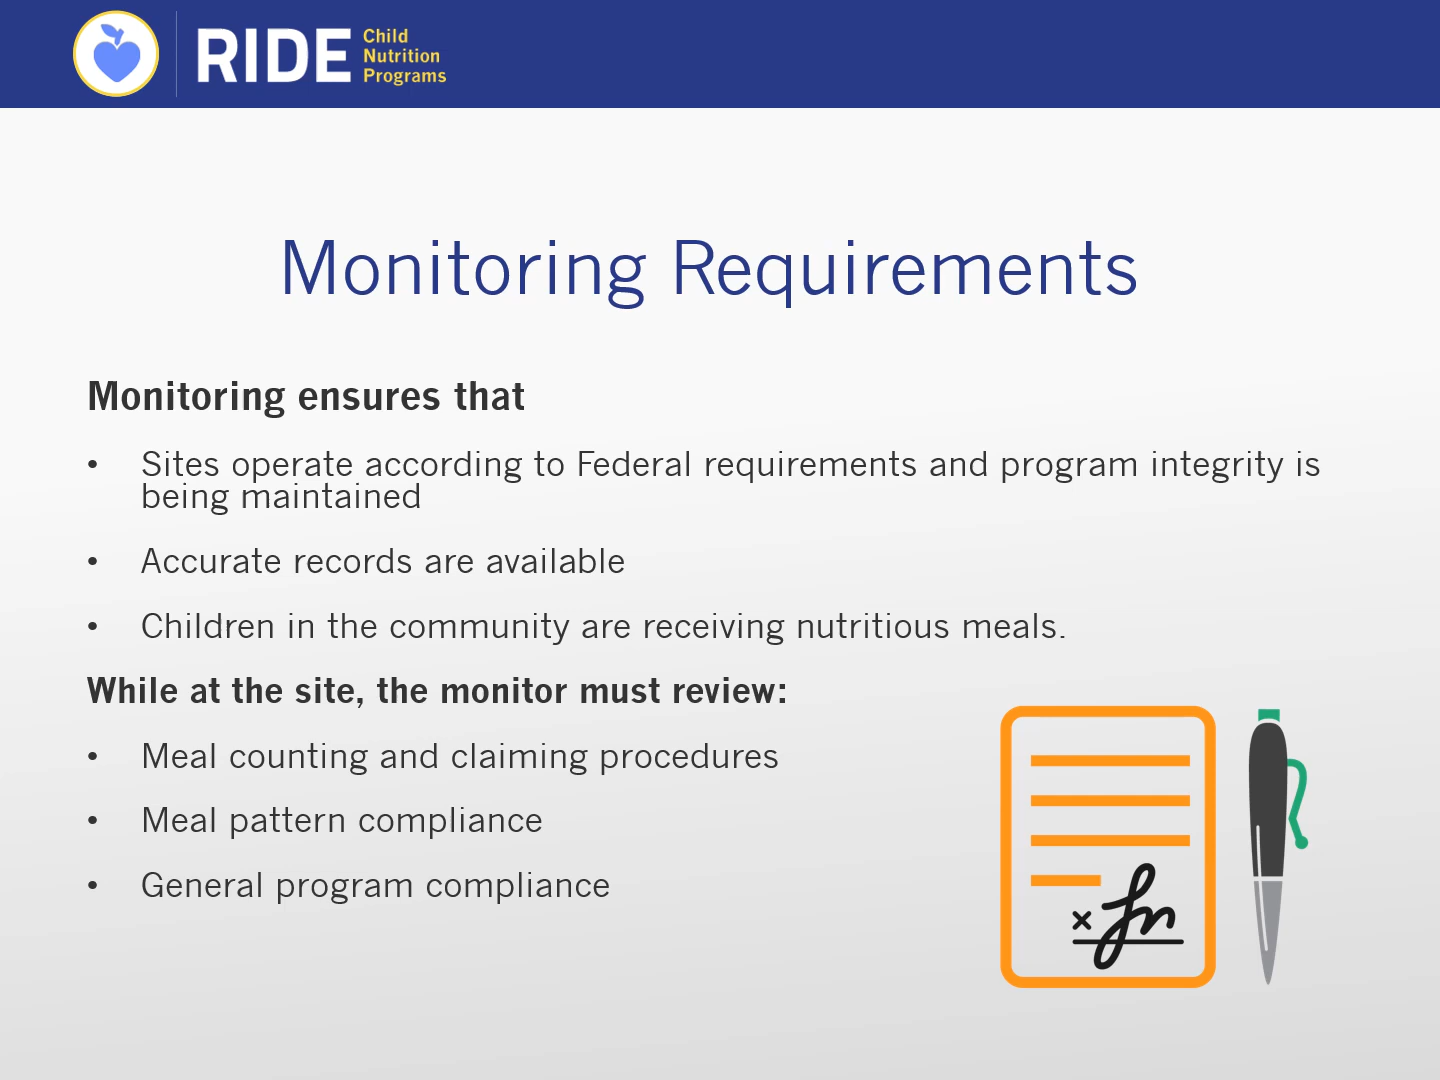 RIDE
Child
Nutrition
Programs
Monitoring Requirements
Monitoring ensures that
• Sites operate according to Federal requirements and program integrity is
being maintained
• Accurate records are available
• Children in the community are receiving nutritious meals.
While at the site, the monitor must review:
• Meal counting and claiming procedures
• Meal pattern compliance
• General program compliance
x